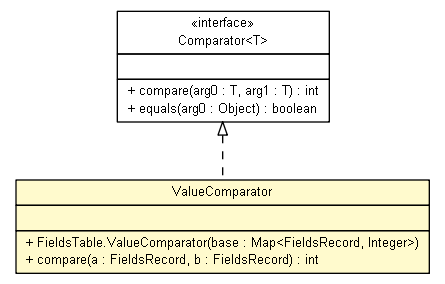 «interface»
Comparator<T>
+ compare(arg0 : T, arg1 : T) : int
+ equals(arg0 : Object) : boolean
ValueComparator
+ FieldsTable.ValueComparator(base : Map<FieldsRecord, Integer>)
+ compare(a : FieldsRecord, b : FieldsRecord) : int